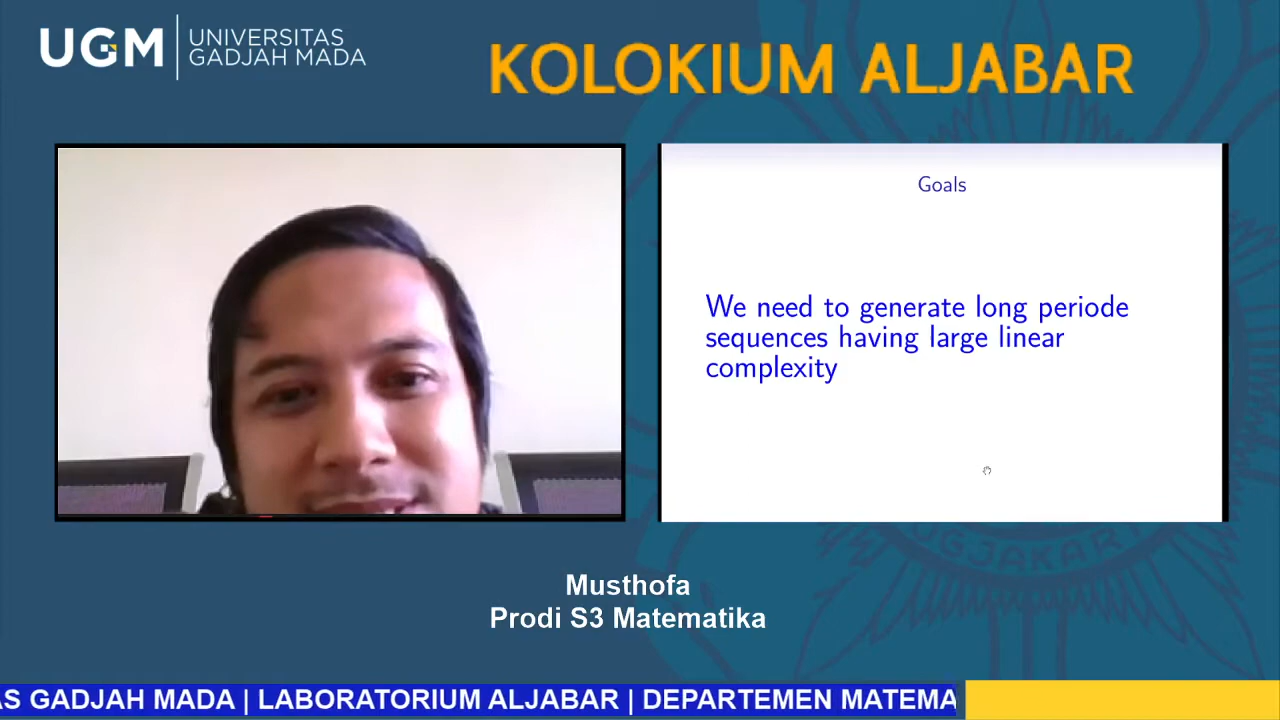 UGM
UNIVERSITAS
GADJAH MADA
KOLOKIUM ALJABAR
Goals
We need to generate long periode
sequences having large linear
complexity
Musthofa
Prodi S3 Matematika
AS GADJAH MADA | LABORATORIUM ALJABAR | DEPARTEMEN MATEMA